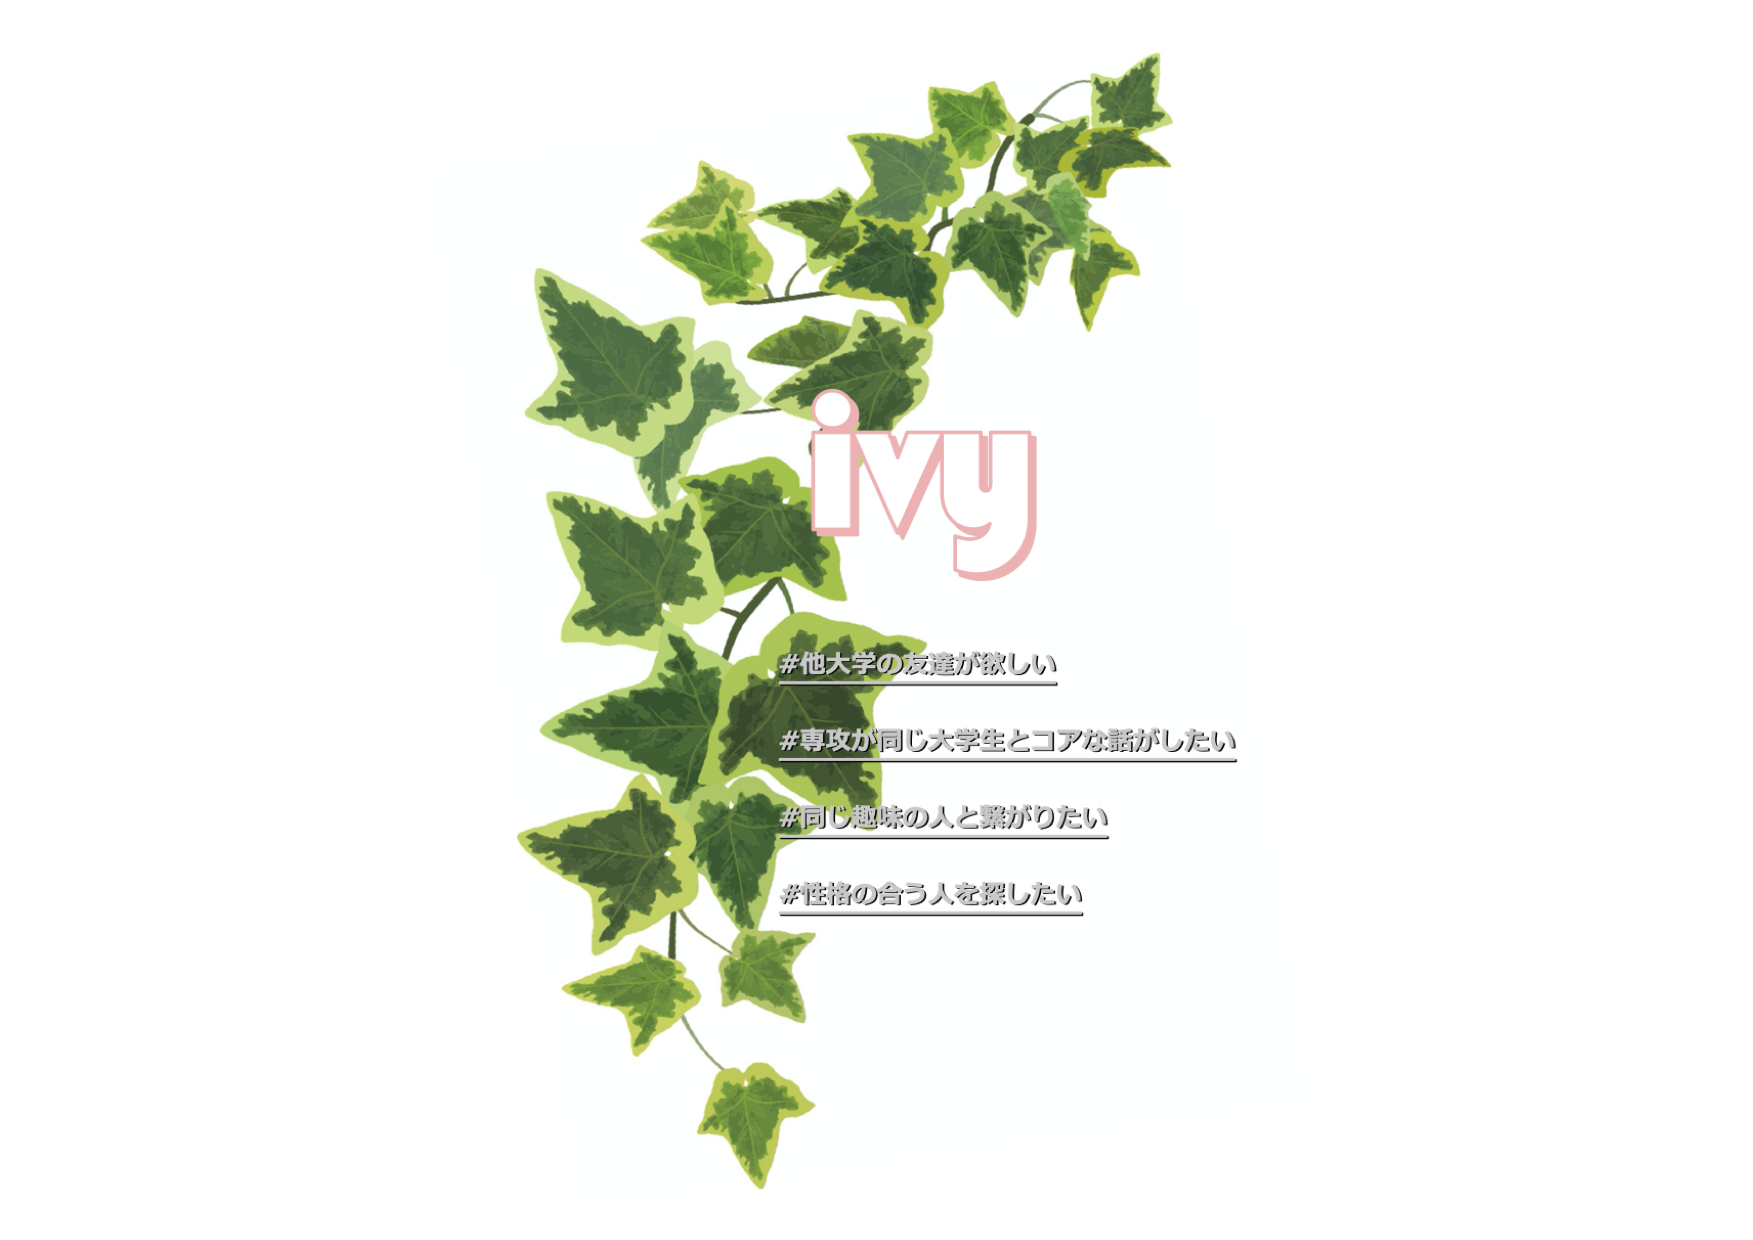 ivy
#他大学の友達が欲しい
#専攻が同じ大学生とコアな話がしたい
#同じ趣味の人と繋がりたい
#性格の合う人を探したい